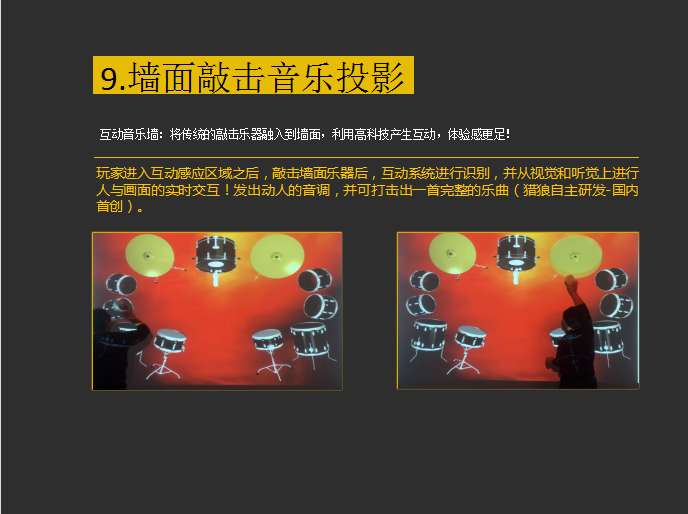 9.墙面敲击音乐投影
互动音乐墙：将传统的敲击乐器融入到墙面，利用高科技产生互动，体验感更足！
玩家进入互动感应区域之后，敲击墙面乐器后，互动系统进行识别，并从视觉和听觉上进行
人与画面的实时交互！发出动人的音调，并可打击出一首完整的乐曲（猎狼自主研发-国内
首创）。